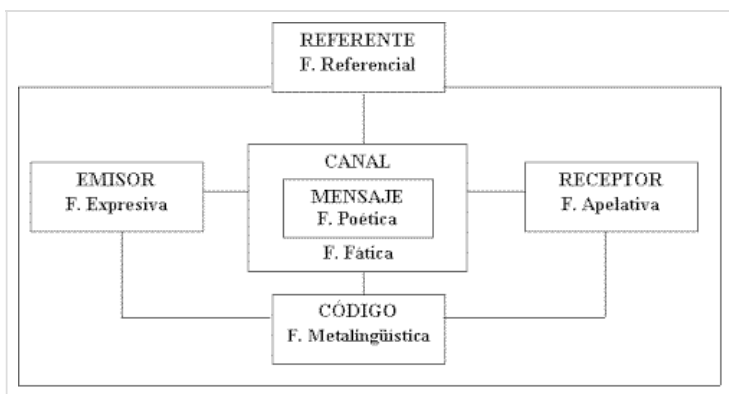 REFERENTE
F. Referencial
CANAL
EMISOR
F. Expresiva
MENSAJE
F. Poética
RECEPTOR
F. Apelativa
F. Fática
CÓDIGO
F. Metalingüística